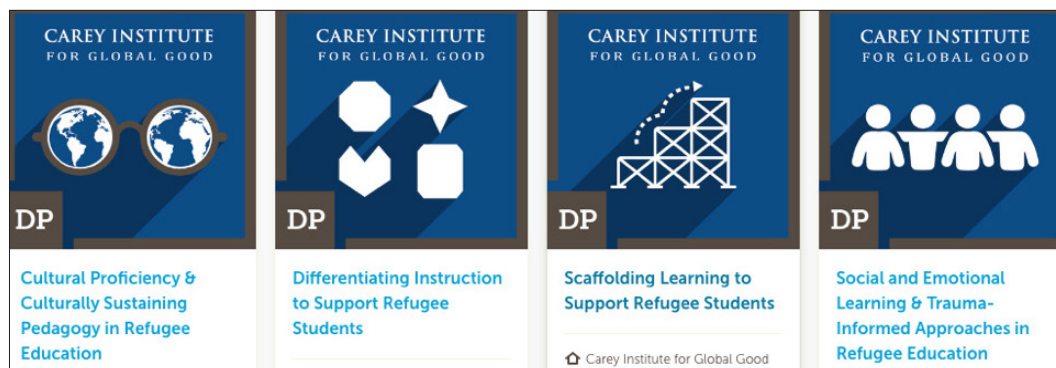 CAREY INSTITUTE
FOR GLOBAL GOOD
DP
Cultural Proficiency &
Culturally Sustaining
Pedagogy in Refugee
Education
CAREY INSTITUTE
FOR GLOBAL GOOD
DP
Differentiating Instruction
to Support Refugee
Students
CAREY INSTITUTE
FOR GLOBAL GOOD
DP
Scaffolding Learning to
Support Refugee Students
Carey Institute for Global Good
CAREY INSTITUTE
FOR GLOBAL GOOD
DP
Social and Emotional
Learning & Trauma-
Informed Approaches in
Refugee Education